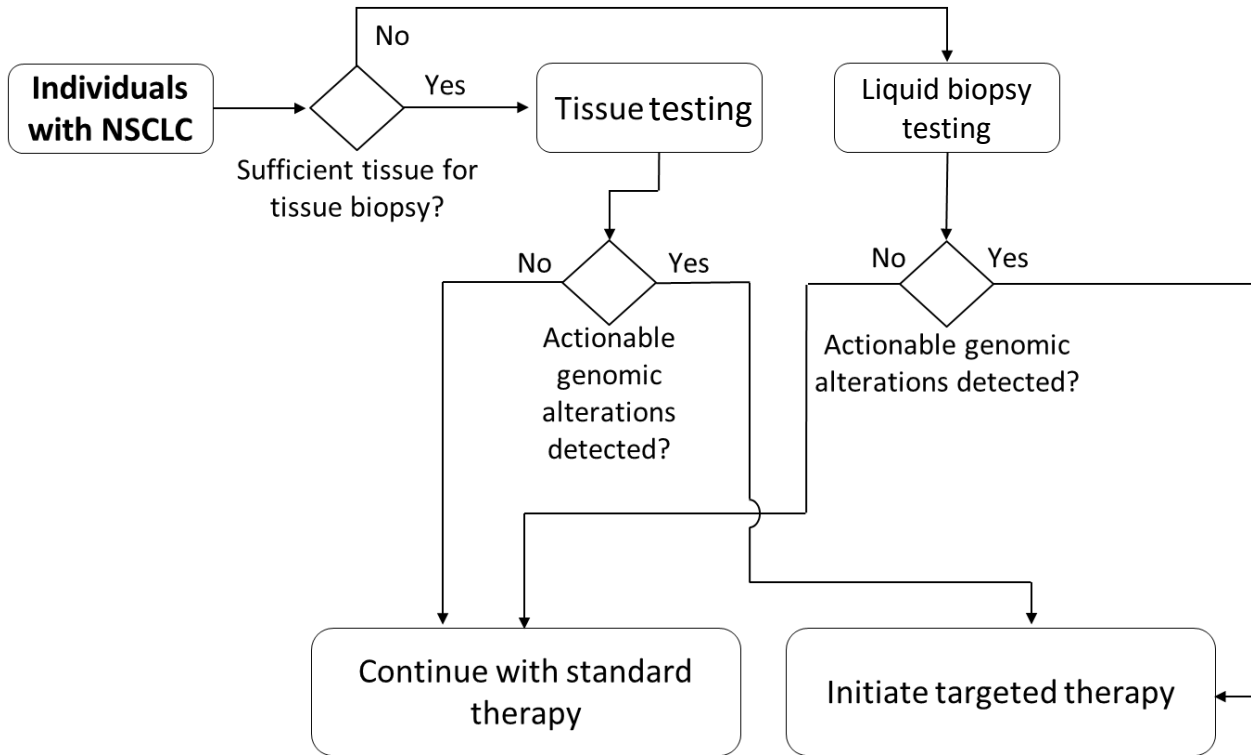 No
Individuals
with NSCLC
Yes
Sufficient tissue for
tissue biopsy?
Tissue testing
Liquid biopsy
testing
No
Yes
Actionable
genomic
alterations
detected?
No
Yes
Actionable genomic
alterations detected?
Continue with standard
therapy
Initiate targeted therapy